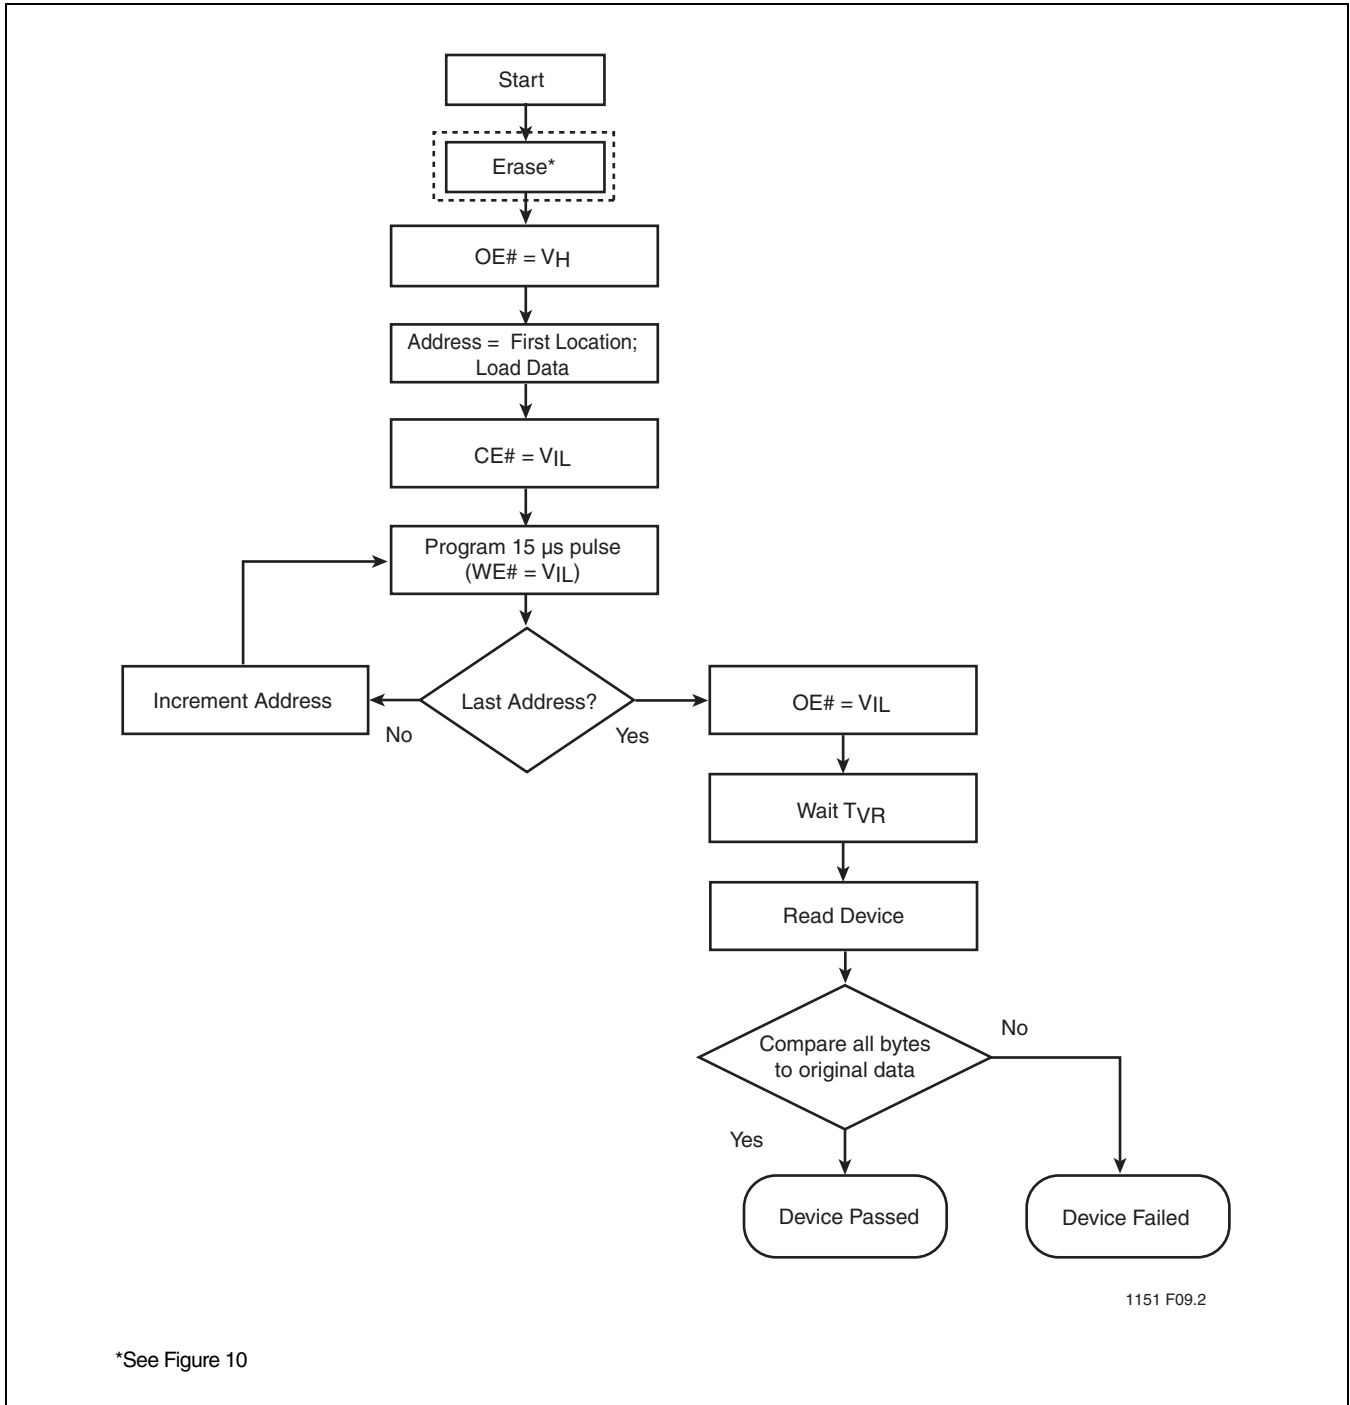 Start
Erase*
OE# = VH
Address = First Location;
Load Data
CE# = VIL
Program 15 µs pulse
(WE# = VIL)
Increment Address
Last Address?
OE# = VIL
No
Yes
Wait TVR
Read Device
No
Compare all bytes
to original data
Yes
Device Passed
Device Failed
1151 F09.2
*See Figure 10